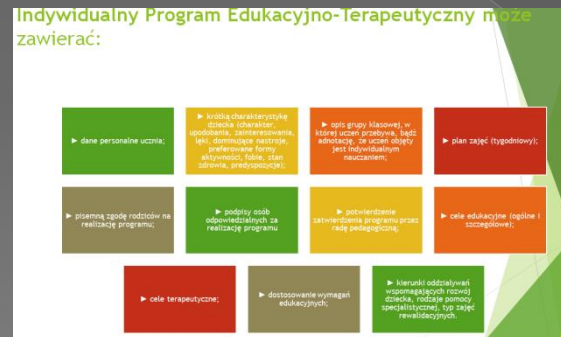 Indywidualny Program Edukacyjno-Terapeutyczny może
zawierać:
► dane personalne ucznia;
► krótką charakterystykę
dziecka (charakter,
upodobania, zainteresowania,
lęki, dominujące nastroje,
preferowane formy
aktywności, fobie, stan
zdrowia, predyspozycje);
► opis grupy klasowej, w
której uczeń przebywa, bądź
adnotację, że uczeń objęty
jest indywidualnym
nauczaniem;
► plan zajęć (tygodniowy);
► pisemną zgodę rodziców na
realizację programu;
► podpisy osób
odpowiedzialnych za
realizację programu
► potwierdzenie
zatwierdzenia programu przez
radę pedagogiczną;
► cele edukacyjne (ogólne i
szczegółowe);
► cele terapeutyczne;
► dostosowanie wymagań
edukacyjnych;
► kierunki oddziaływań
wspomagających rozwój
dziecka, rodzaje pomocy
specjalistycznej, typ zajęć
rewalidacyjnych.